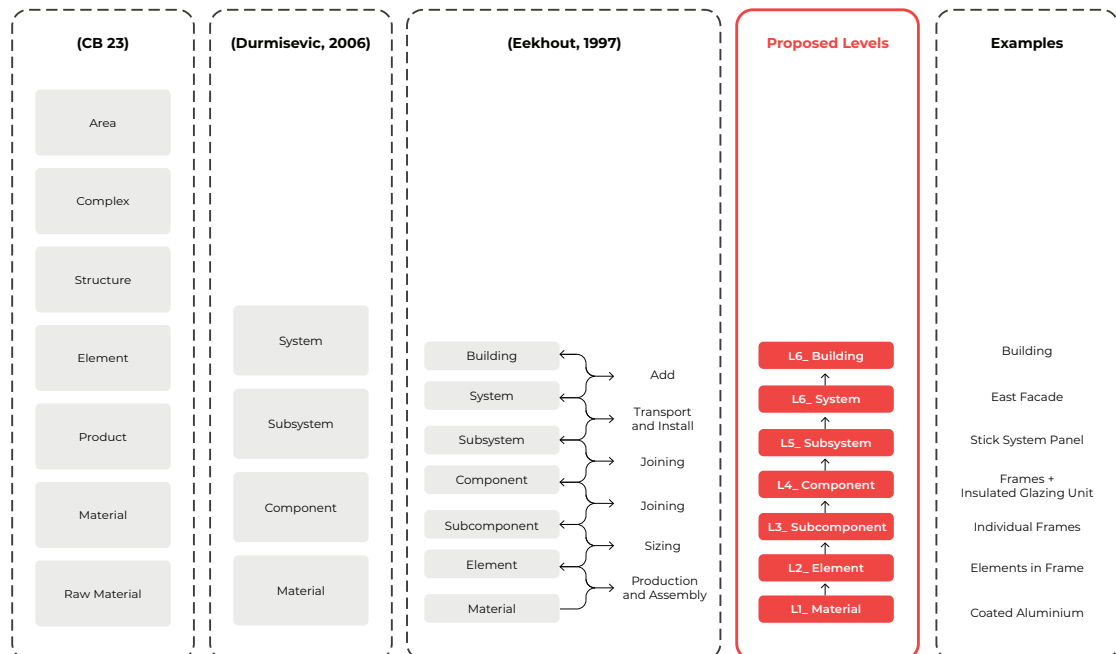 (CB 23)
Area
Complex
Structure
Element
Product
Material
Raw Material
(Durmisevic, 2006)
System
Subsystem
Component
Material
(Eekhout, 1997)
Building
System
Subsystem
Component
Subcomponent
Element
Material
Add
Transport
and Install
Joining
Joining
Sizing
Production
and Assembly
Proposed Levels
L6_ Building
L6_ System
L5_ Subsystem
L4_ Component
L3_ Subcomponent
L2_ Element
L1_ Material
Examples
Building
East Facade
Stick System Panel
Frames +
Insulated Glazing Unit
Individual Frames
Elements in Frame
Coated Aluminium